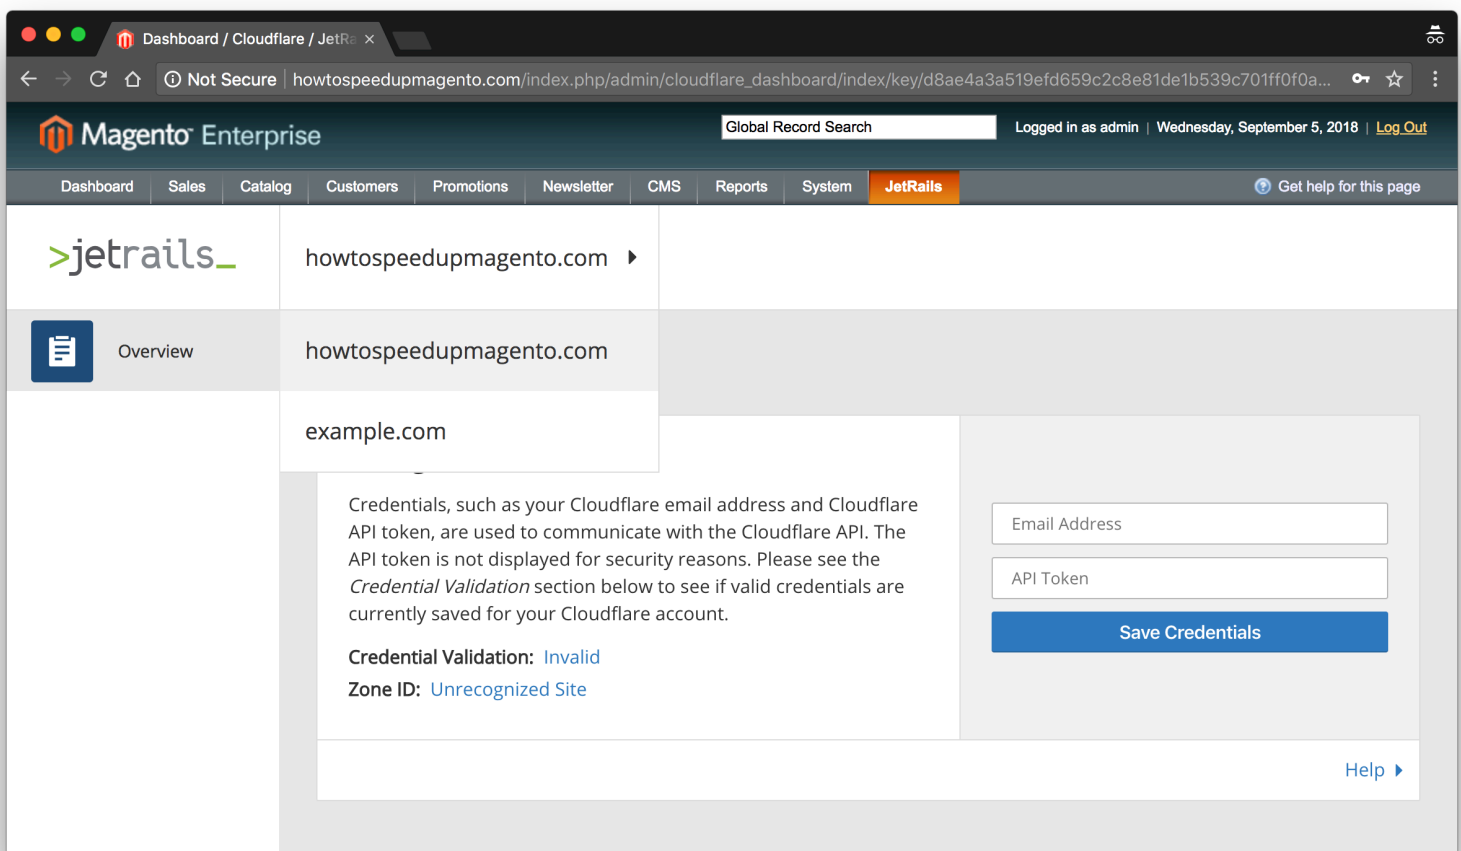 Dashboard / Cloudflare / JetRa
Not Secure howtospeedupmagento.com/index.php/admin/cloudflare_dashboard/index/key/d8ae4a3a519efd659c2c8e81de1b539c701ff0f0a...
Magento Enterprise
Global Record Search
Logged in as admin | Wednesday, September 5, 2018 | Log Out
Dashboard Sales Catalog Customers Promotions Newsletter CMS Reports System JetRails
Get help for this page
>jetrails_
howtospeedupmagento.com
Overview
howtospeedupmagento.com
example.com
Credentials, such as your Cloudflare email address and Cloudflare
API token, are used to communicate with the Cloudflare API. The
API token is not displayed for security reasons. Please see the
Credential Validation section below to see if valid credentials are
currently saved for your Cloudflare account.
Credential Validation: Invalid
Zone ID: Unrecognized Site
Email Address
API Token
Save Credentials
Help